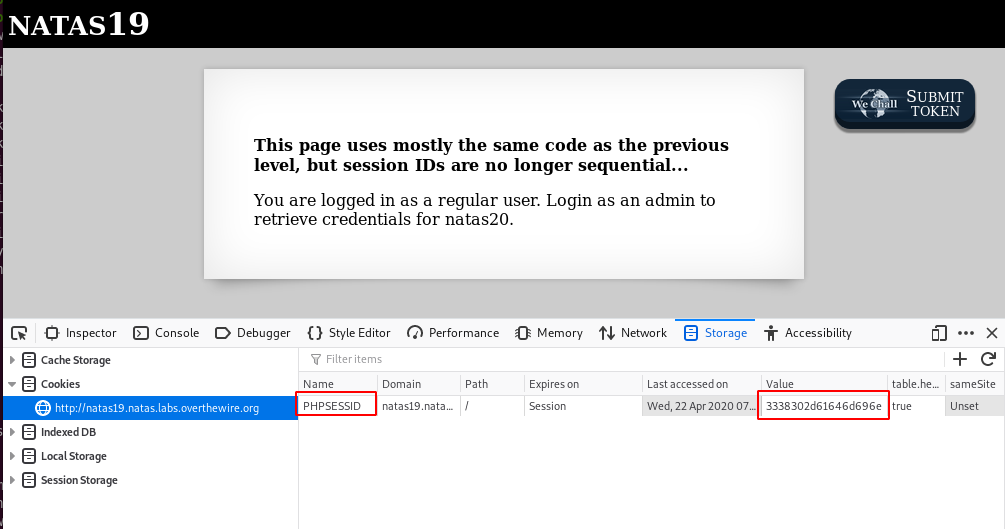 NATAS19
We Chall
SUBMIT
TOKEN
This page uses mostly the same code as the previous
level, but session IDs are no longer sequential...
You are logged in as a regular user. Login as an admin to
retrieve credentials for natas20.
Inspector Console Debugger Style Editor Performance Memory Network Storage Accessibility
Cache Storage
Cookies
http://natas19.natas.labs.overthewire.org
Indexed DB
Local Storage
Session Storage
Filter items
Name Domain Path Expires on Last accessed on Value table.he... sameSite
PHPSESSID natas19.nata... / Session Wed, 22 Apr 2020 07... 3338302d61646d696e true Unset